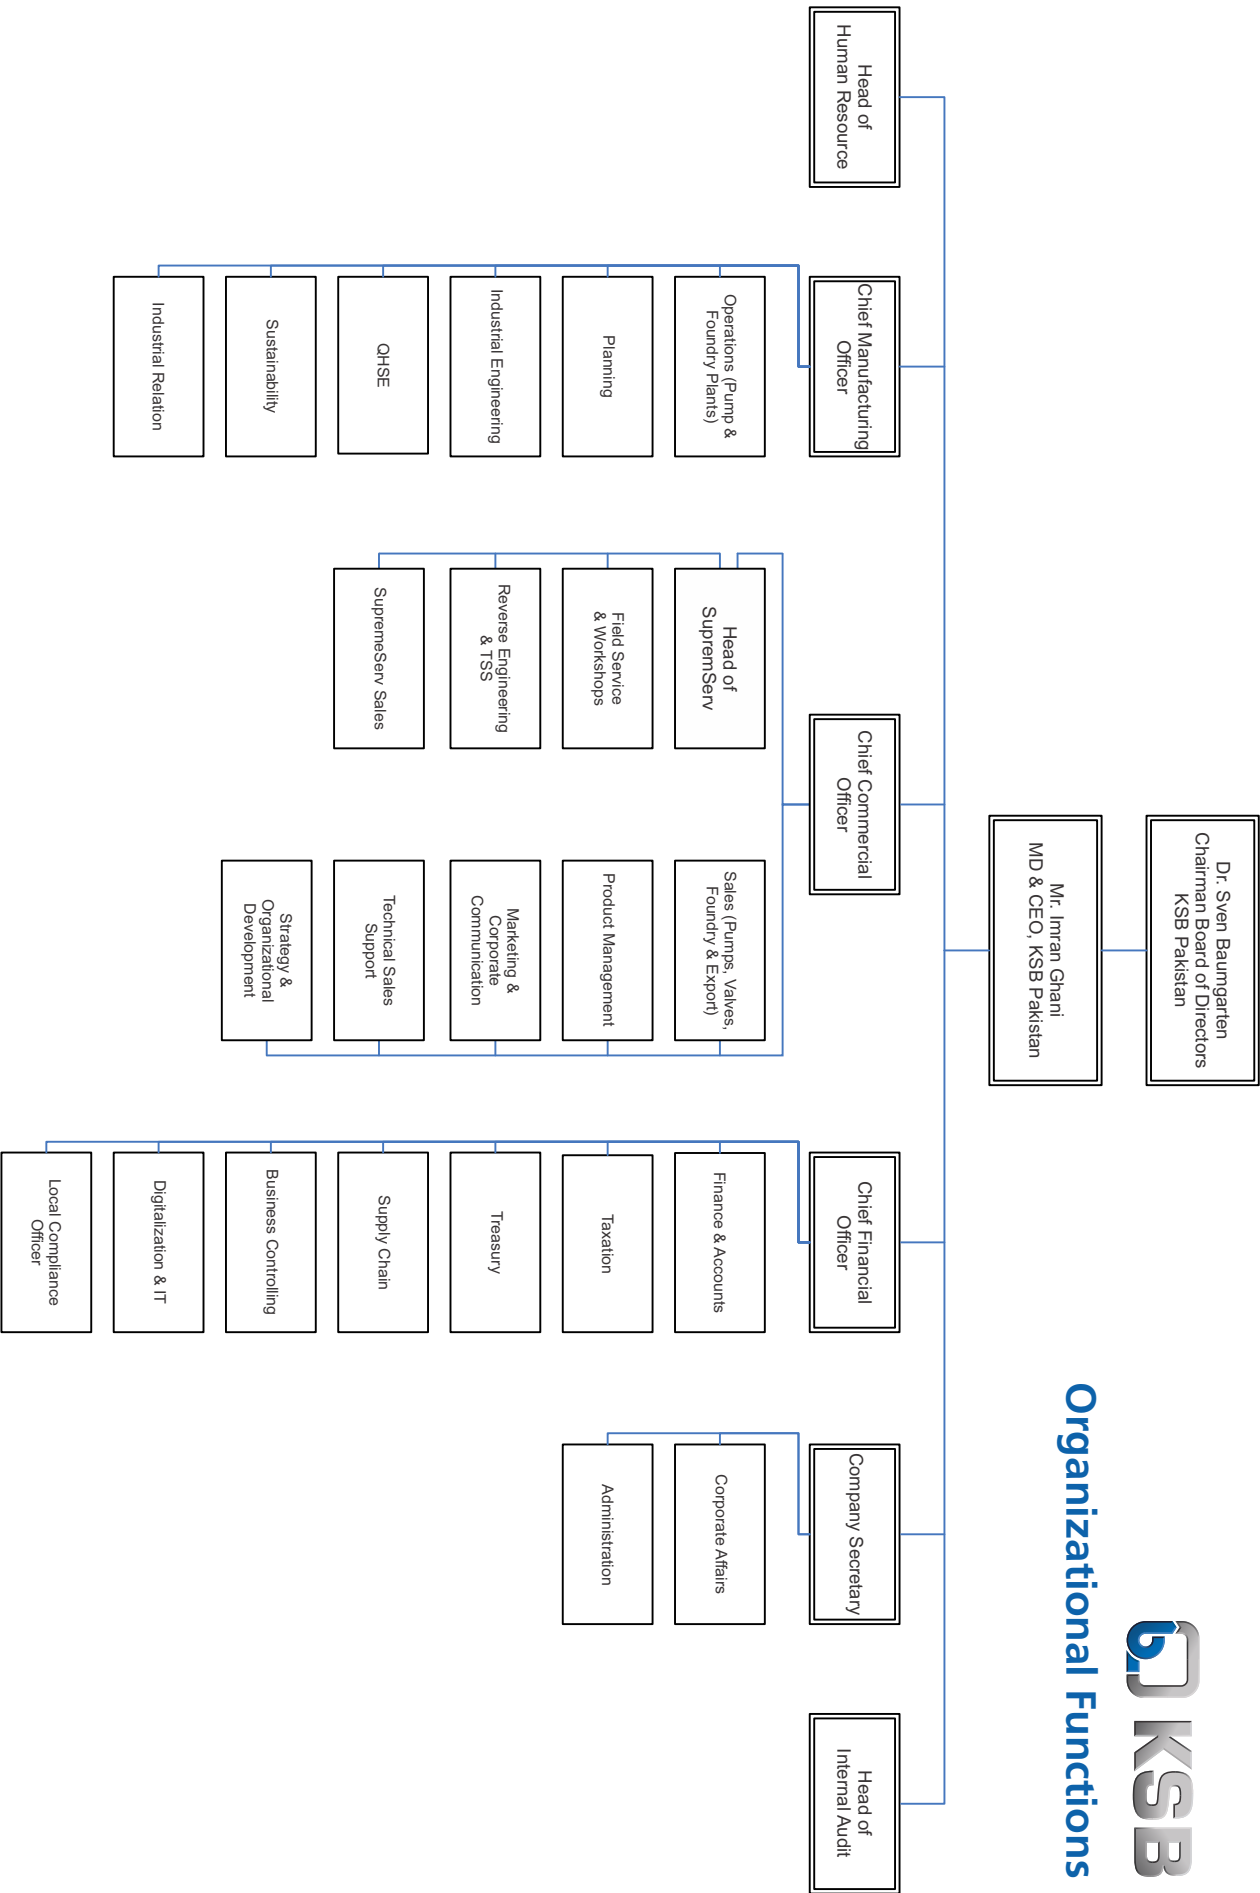 KSB
Organizational Functions
Dr. Sven Baumgarten
Chairman Board of Directors
KSB Pakistan
Mr. Imran Ghani
MD & CEO, KSB Pakistan
Head of
Human Resource
Chief Manufacturing
Officer
Operations (Pump &
Foundry Plants)
Planning
Industrial Engineering
QHSE
Sustainability
Industrial Relation
Chief Commercial
Officer
Head of
SupremServ
Field Service
& Workshops
Reverse Engineering
& TSS
SupremeServ Sales
Sales (Pumps, Valves,
Foundry & Export)
Product Management
Marketing &
Corporate
Communication
Technical Sales
Support
Strategy &
Organizational
Development
Chief Financial
Officer
Finance & Accounts
Taxation
Treasury
Supply Chain
Business Controlling
Digitalization & IT
Local Compliance
Officer
Company Secretary
Corporate Affairs
Administration
Head of
Internal Audit